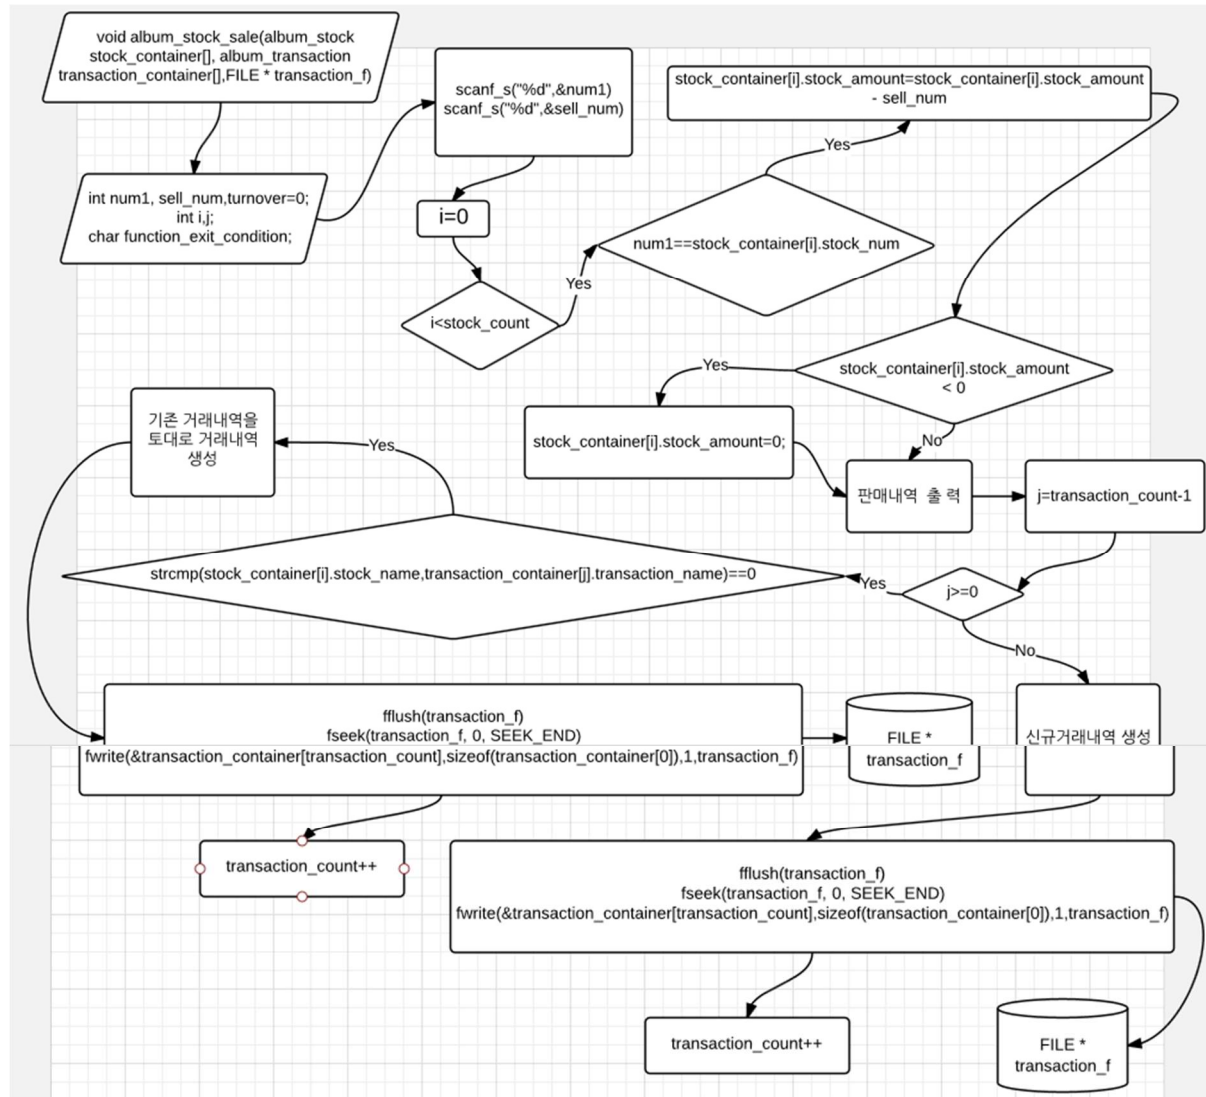 void album_stock_sale(album_stock
stock_container[], album_transaction
transaction_container[],FILE * transaction_f)
int num1, sell_num,turnover=0;
int i,j;
char function_exit_condition;
scanf_s("%d",&num1)
scanf_s("%d",&sell_num)
i=0
i<stock_count
Yes
num1==stock_container[i].stock_num
Yes
stock_container[i].stock_amount=stock_container[i].stock_amount
- sell_num
stock_container[i].stock_amount
< 0
Yes
stock_container[i].stock_amount=0;
No
판매내역 출 력
j=transaction_count-1
j>=0
Yes
strcmp(stock_container[i].stock_name,transaction_container[j].transaction_name)==0
Yes
기존 거래내역을
토대로 거래내역
생성
No
신규거래내역 생성
fflush(transaction_f)
fseek(transaction_f, 0, SEEK_END)
fwrite(&transaction_container[transaction_count],sizeof(transaction_container[0]),1,transaction_f)
FILE *
transaction_f
transaction_count++
fflush(transaction_f)
fseek(transaction_f, 0, SEEK_END)
fwrite(&transaction_container[transaction_count],sizeof(transaction_container[0]),1,transaction_f)
transaction_count++
FILE *
transaction_f